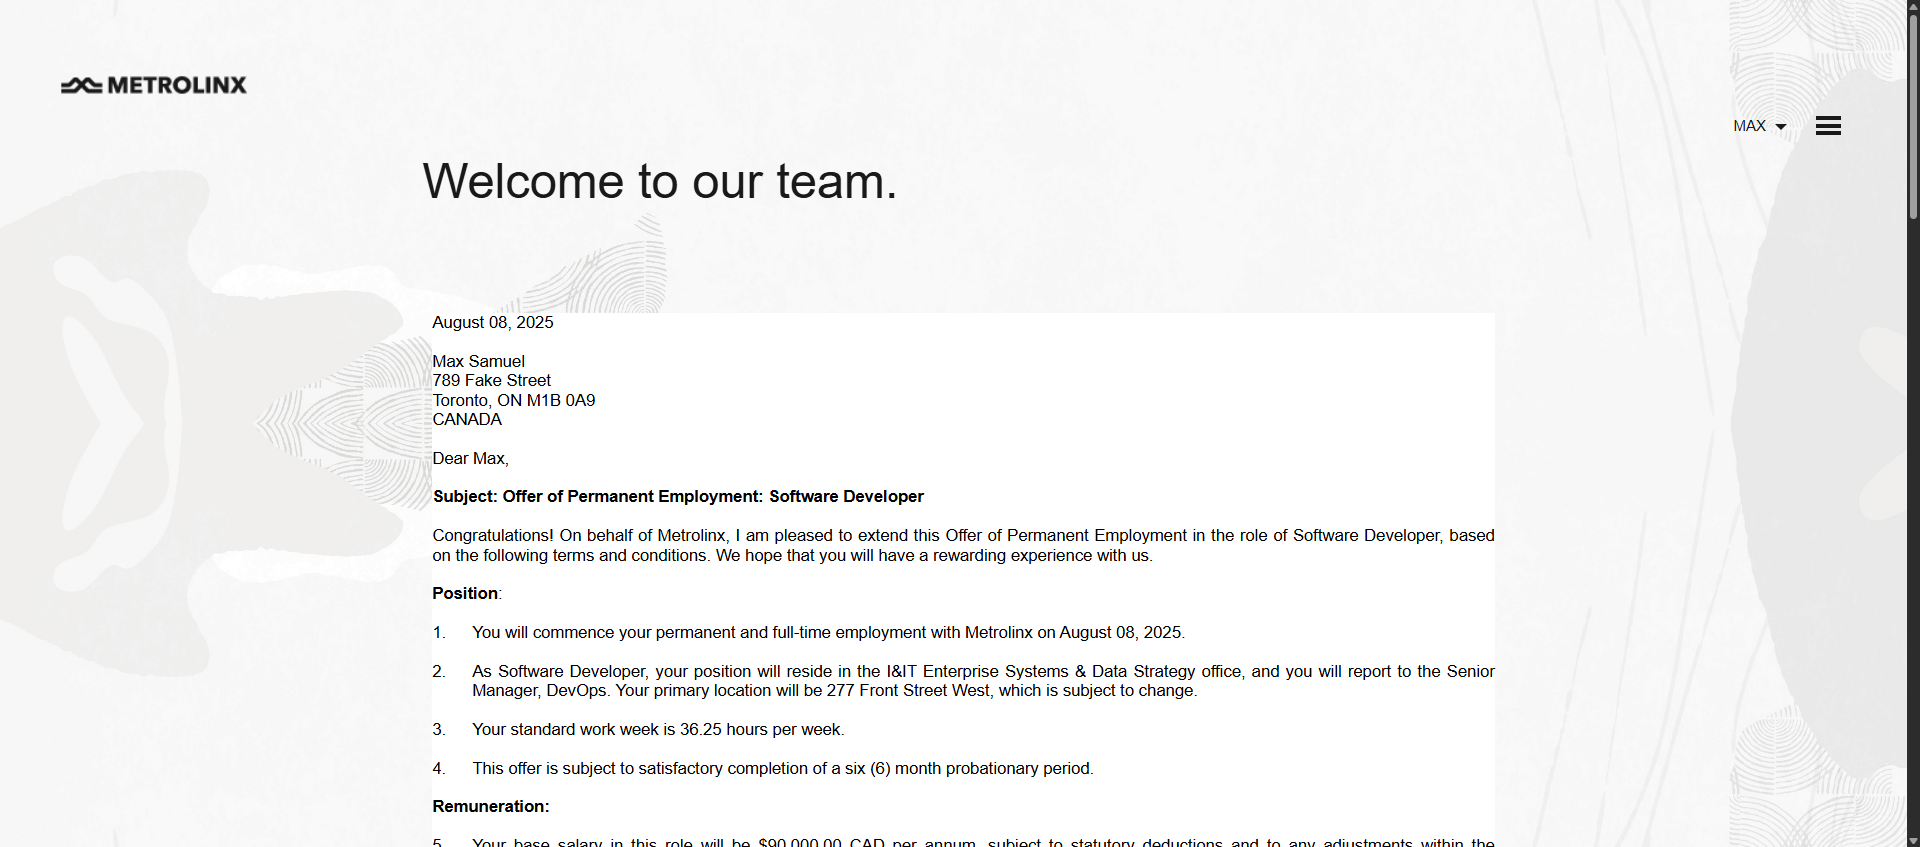 METROLINX
MAX
Welcome to our team.
August 08, 2025
Max Samuel
789 Fake Street
Toronto, ON M1B 0A9
CANADA
Dear Max,
Subject: Offer of Permanent Employment: Software Developer
Congratulations! On behalf of Metrolinx, I am pleased to extend this Offer of Permanent Employment in the role of Software Developer, based
on the following terms and conditions. We hope that you will have a rewarding experience with us.
Position:
1. You will commence your permanent and full-time employment with Metrolinx on August 08, 2025.
2. As Software Developer, your position will reside in the I&IT Enterprise Systems & Data Strategy office, and you will report to the Senior
Manager, DevOps. Your primary location will be 277 Front Street West, which is subject to change.
3. Your standard work week is 36.25 hours per week.
4. This offer is subject to satisfactory completion of a six (6) month probationary period.
Remuneration:
5. Your base salary in this role will be $90,000.00 CAD per annum, subject to statutory deductions and to any adjustments within the